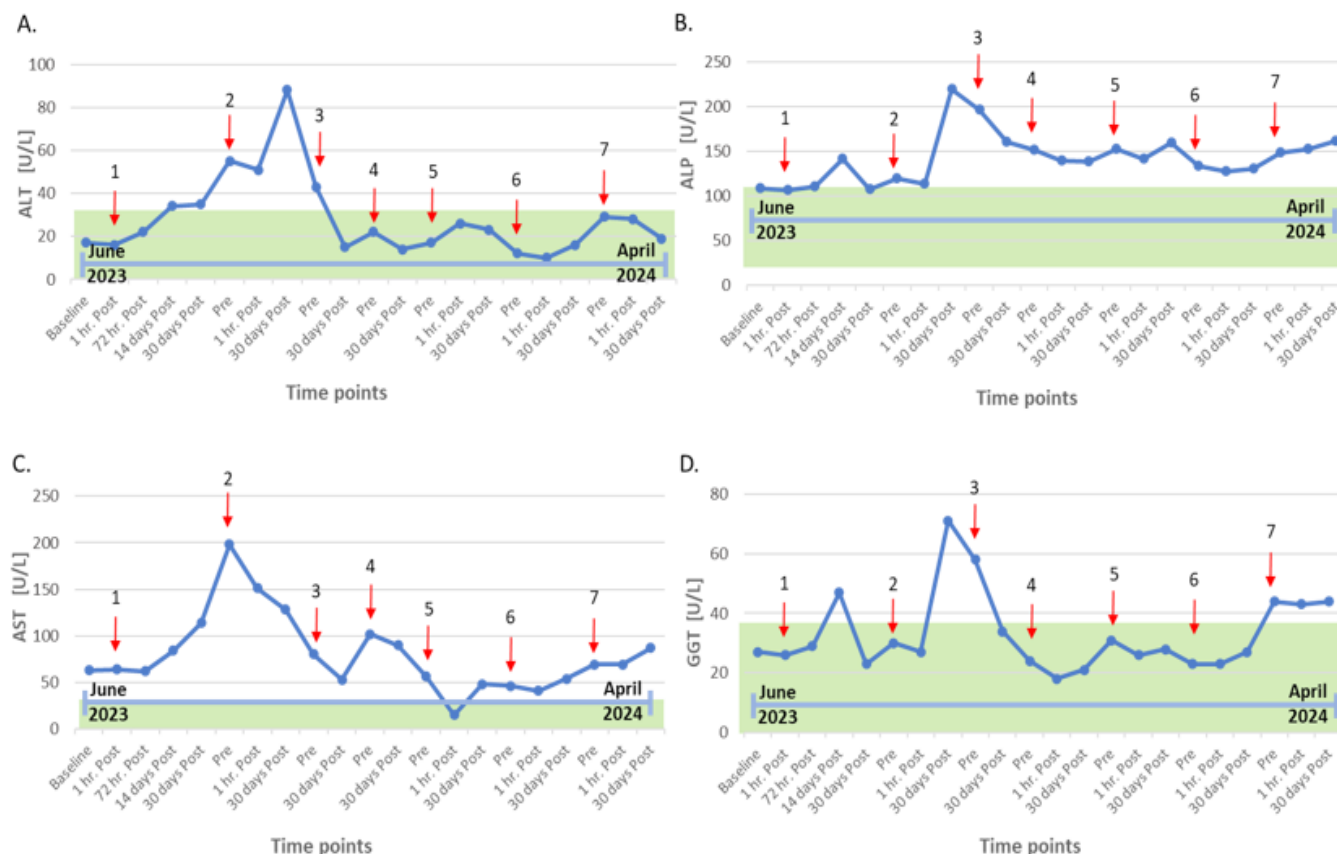 A.
ALT [U/L]
100
80
60
40
20
0
1
2
3
4
5
6
7
June
2023
April
2024
Baseline
1 hr. Post
72 hr. Post
14 days Post
30 days Post
Pre
1 hr. Post
30 days Post
Pre
30 days Post
Pre
30 days Post
Pre
1 hr. Post
30 days Post
Pre
1 hr. Post
30 days Post
Pre
1 hr. Post
30 days Post
Time points
B.
ALP [U/L]
250
200
150
100
50
0
1
2
3
4
5
6
7
June
2023
April
2024
Baseline
1 hr. Post
72 hr. Post
14 days Post
30 days Post
Pre
1 hr. Post
30 days Post
Pre
30 days Post
Pre
1 hr. Post
30 days Post
Pre
1 hr. Post
30 days Post
Pre
1 hr. Post
30 days Post
Pre
1 hr. Post
30 days Post
Time points
C.
AST [U/L]
250
200
150
100
50
0
1
2
3
4
5
6
7
June
2023
April
2024
Baseline
1 hr. Post
72 hr. Post
14 days Post
30 days Post
Pre
1 hr. Post
30 days Post
Pre
30 days Post
Pre
30 days Post
Pre
1 hr. Post
30 days Post
Pre
1 hr. Post
30 days Post
Pre
1 hr. Post
30 days Post
Time points
D.
GGT [U/L]
80
60
40
20
0
1
2
3
4
5
6
7
June
2023
April
2024
Baseline
1 hr. Post
72 hr. Post
14 days Post
30 days Post
Pre
1 hr. Post
30 days Post
Pre
30 days Post
Pre
1 hr. Post
30 days Post
Pre
1 hr. Post
30 days Post
Pre
1 hr. Post
30 days Post
Pre
1 hr. Post
30 days Post
Time points